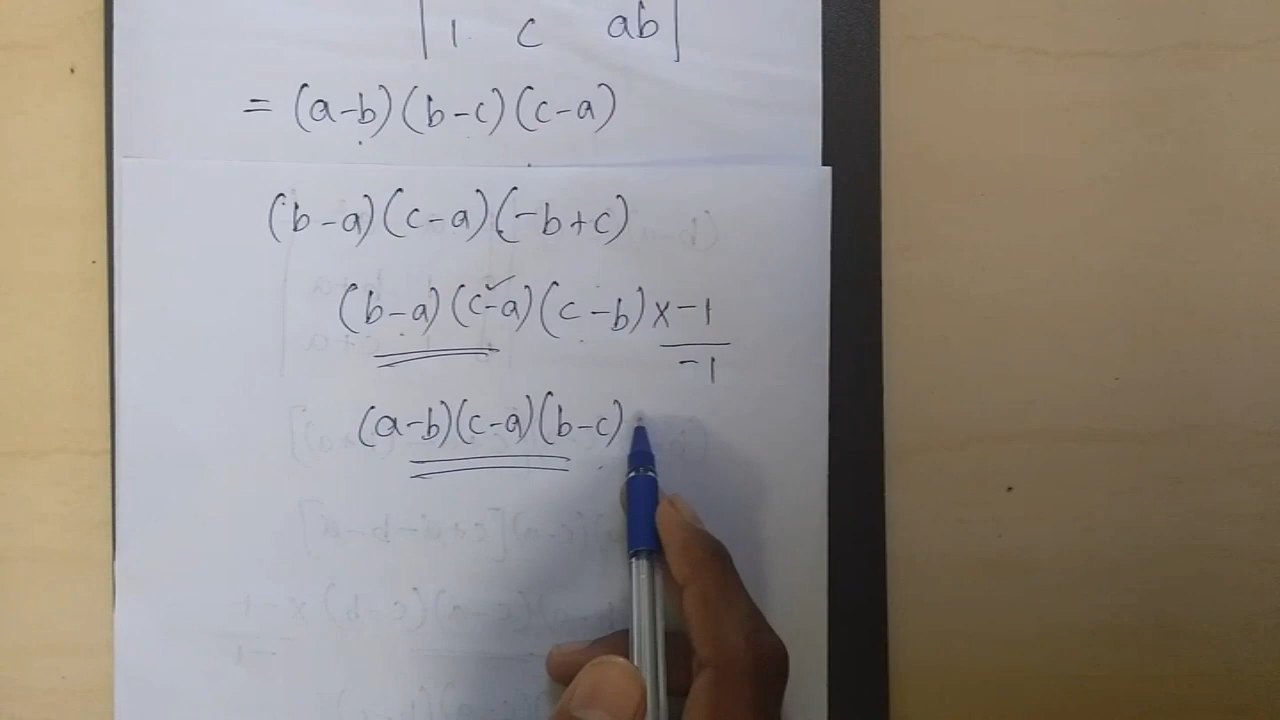 | 1 c ab |
= (a-b)(b-c)(c-a)
(b-a)(c-a)(-b+c)
(b-a)(c-a)(c-b) x -1
-1
(a-b)(c-a)(b-c)